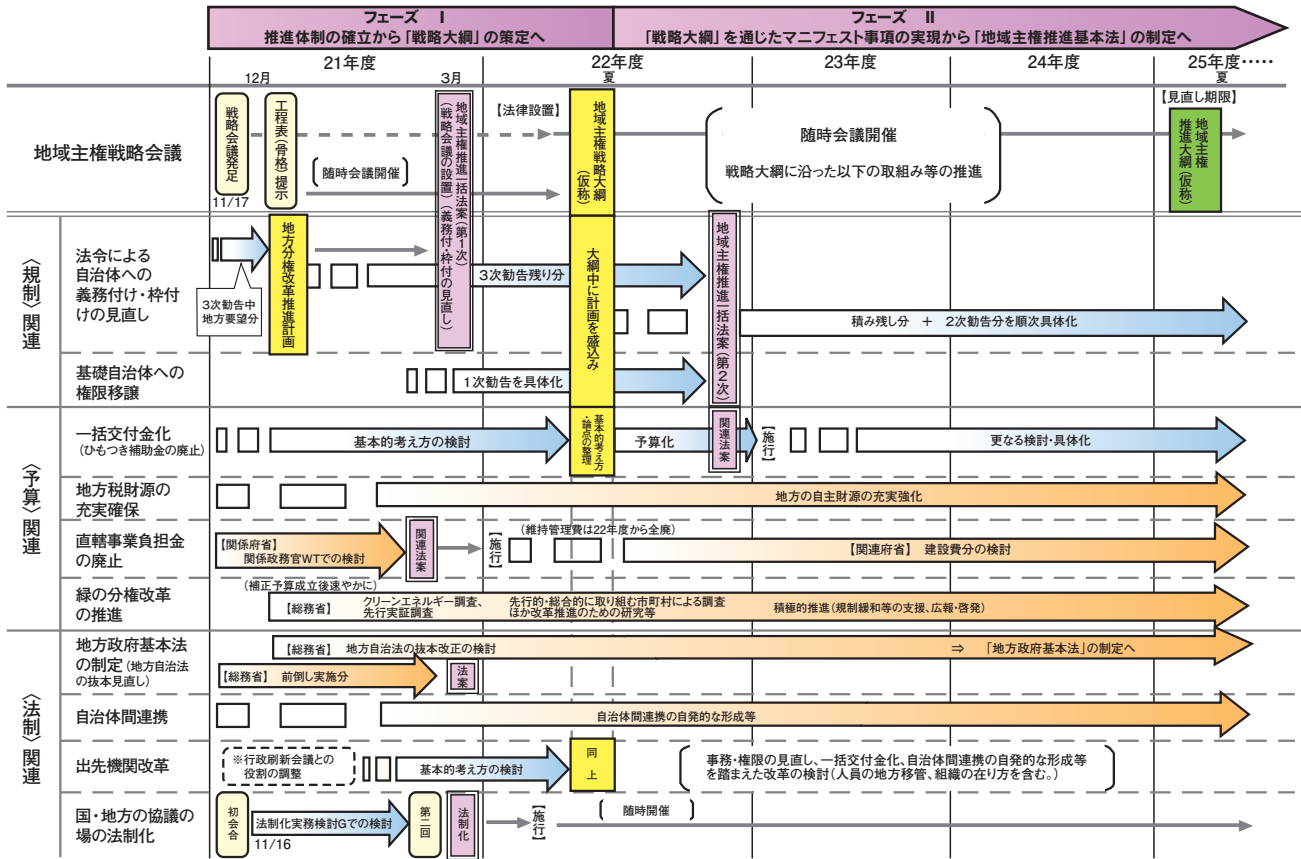 フェーズ Ⅰ
推進体制の確立から「戦略大綱」の策定へ
フェーズ Ⅱ
「戦略大綱」を通じたマニフェスト事項の実現から「地域主権推進基本法」の制定へ
21年度
22年度
23年度
24年度
25年度‥‥‥
12月
3月
夏
夏
地域主権戦略会議
戦略会議発足
11/17
工程表（骨格）提示
随時会議開催
地域主権推進一括法案（第1次）
（戦略会議の設置）（義務付・枠付の見直し）
【法律設置】
地域主権戦略大綱
（仮称）
随時会議開催
戦略大綱に沿った以下の取組み等の推進
【見直し期限】
地域主権
推進大綱（仮称）
〈規制〉関連
法令による
自治体への
義務付け・枠付
けの見直し
3次勧告中
地方要望分
地方分権改革推進計画
3次勧告残り分
大綱中に計画を盛込み
地域主権推進一括法案（第2次）
積み残し分 ＋ 2次勧告分を順次具体化
基礎自治体への
権限移譲
1次勧告を具体化
〈予算〉関連
一括交付金化
（ひもつき補助金の廃止）
基本的考え方の検討
基本的考え方
・論点の整理
予算化
関連法案
【施行】
更なる検討・具体化
地方税財源の
充実確保
地方の自主財源の充実強化
直轄事業負担金
の廃止
【関係府省】
関係政務官WTでの検討
関連法案
【施行】
（維持管理費は22年度から全廃）
【関連府省】 建設費分の検討
緑の分権改革
の推進
（補正予算成立後速やかに）
【総務省】
クリーンエネルギー調査、
先行実証調査
先行的・総合的に取り組む市町村による調査
ほか改革推進のための研究等
積極的推進（規制緩和等の支援、広報・啓発）
〈法制〉関連
地方政府基本法
の制定（地方自治法
の抜本見直し）
【総務省】 地方自治法の抜本改正の検討
⇒ 「地方政府基本法」の制定へ
【総務省】 前倒し実施分
法案
自治体間連携
自治体間連携の自発的な形成等
出先機関改革
※行政刷新会議との
役割の調整
基本的考え方の検討
同上
事務・権限の見直し、一括交付金化、自治体間連携の自発的な形成等
を踏まえた改革の検討（人員の地方移管、組織の在り方を含む。）
国・地方の協議の
場の法制化
初会合
法制化実務検討Gでの検討
11/16
第二回
法制化
【施行】
随時開催